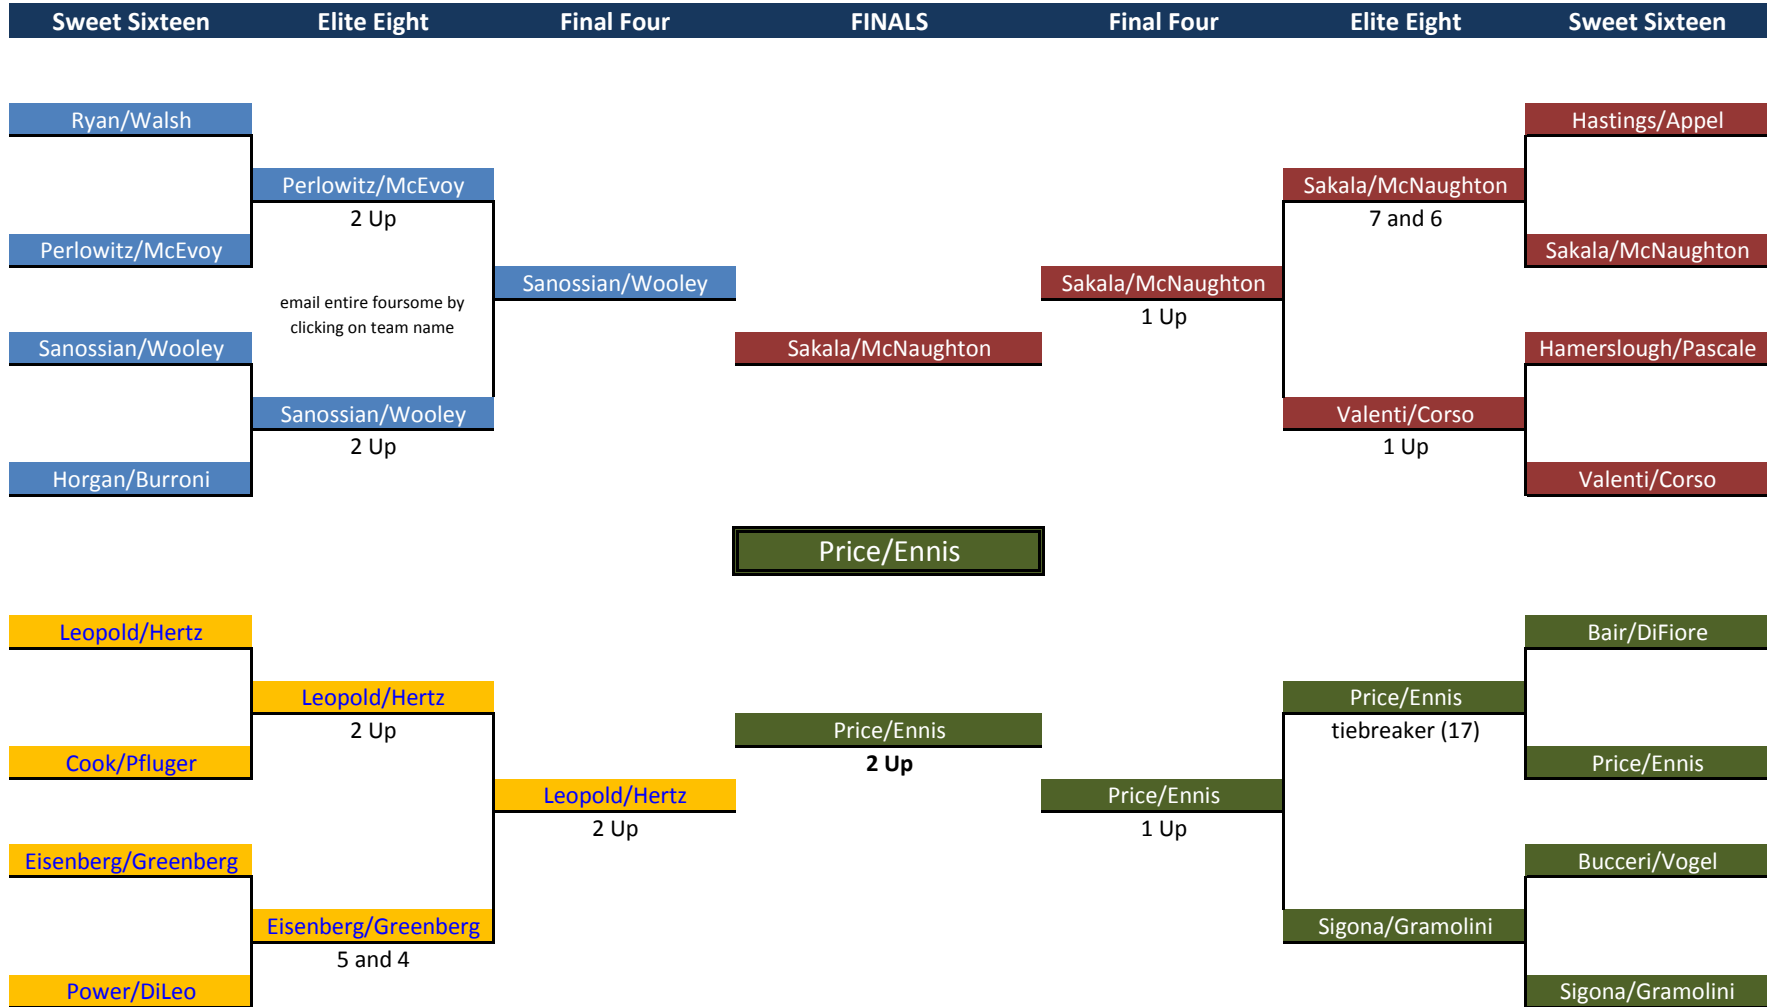 Sweet Sixteen Elite Eight Final Four FINALS Final Four Elite Eight Sweet Sixteen
Ryan/Walsh Hastings/Appel
Perlowitz/McEvoy Sakala/McNaughton
2 Up 7 and 6
Perlowitz/McEvoy Sakala/McNaughton
Sanossian/Wooley Sakala/McNaughton
email entire foursome by
clicking on team name
1 Up
Sanossian/Wooley Sakala/McNaughton Hamerslough/Pascale
Sanossian/Wooley Valenti/Corso
2 Up 1 Up
Horgan/Burroni Valenti/Corso
Price/Ennis
Leopold/Hertz Bair/DiFiore
Leopold/Hertz Price/Ennis
2 Up Price/Ennis tiebreaker (17)
Cook/Pfluger 2 Up Price/Ennis
Leopold/Hertz Price/Ennis
2 Up 1 Up
Eisenberg/Greenberg Bucceri/Vogel
Eisenberg/Greenberg Sigona/Gramolini
5 and 4
Power/DiLeo Sigona/Gramolini